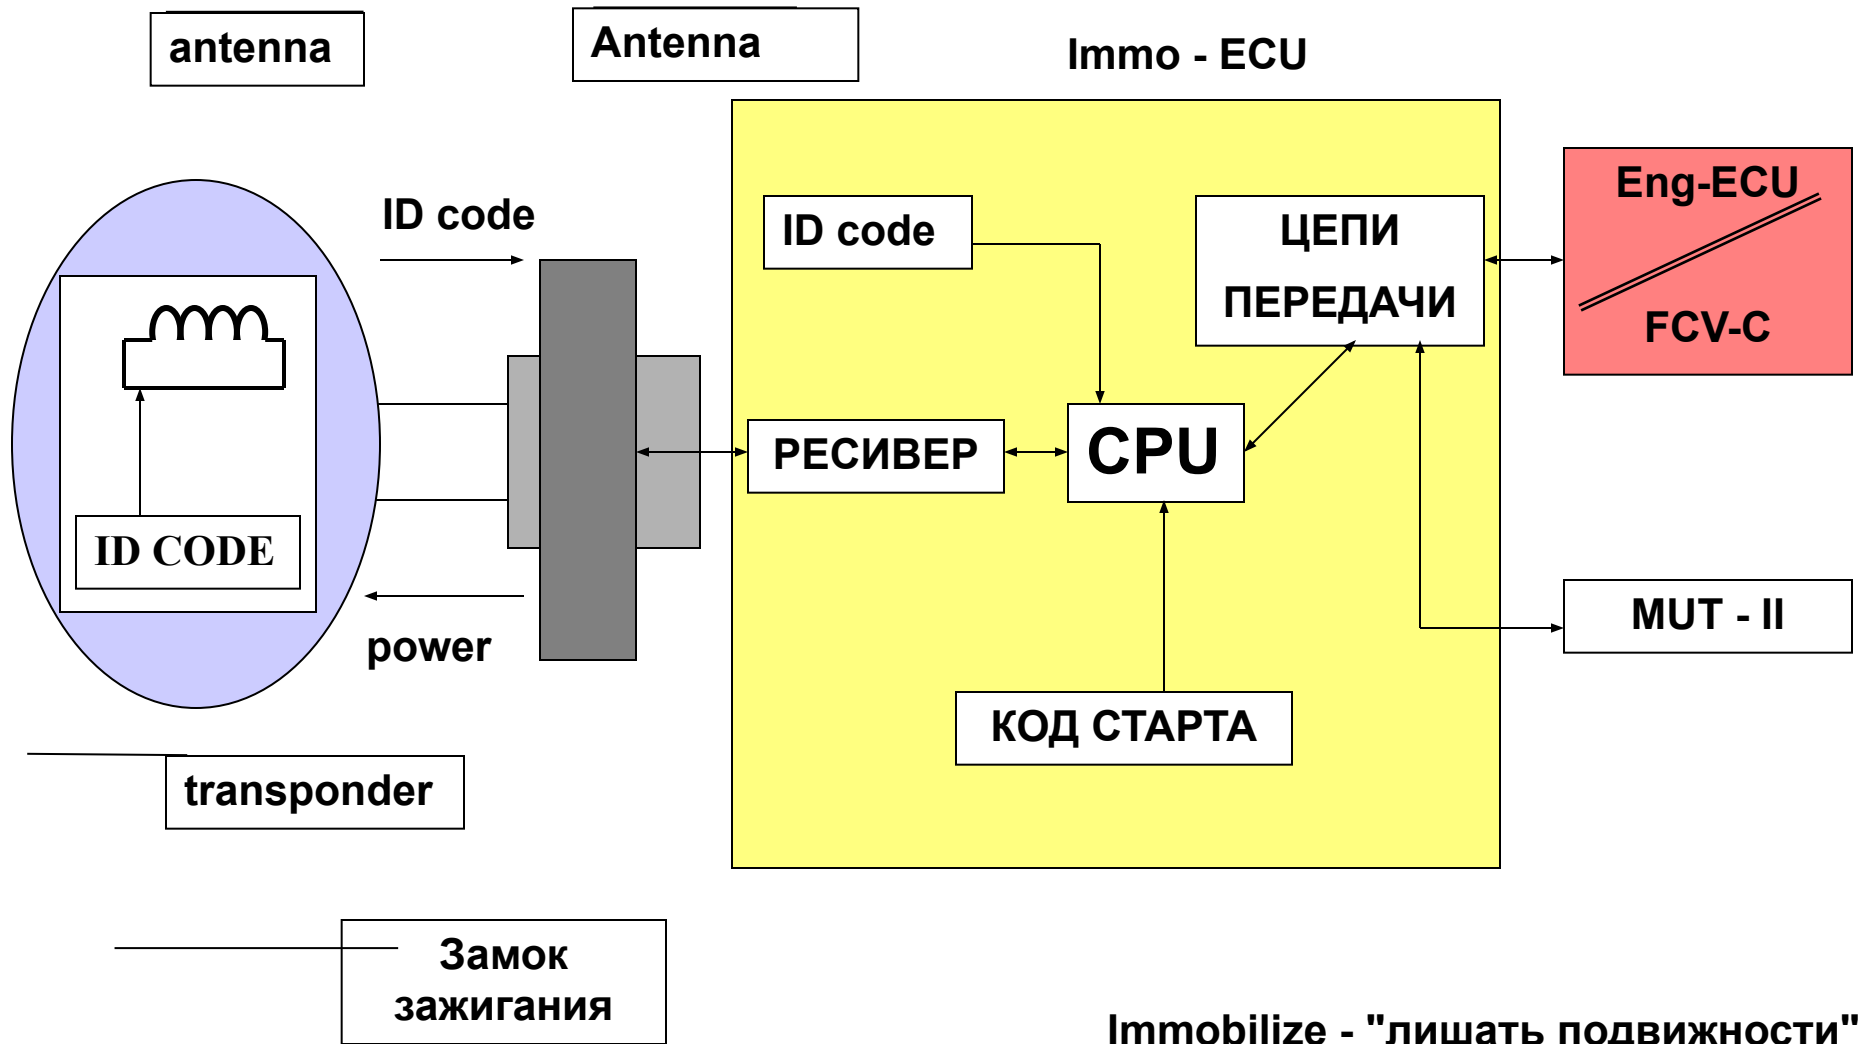 antenna
Antenna
Immo - ECU
ID code
ID code
ЦЕПИ
ПЕРЕДАЧИ
Eng-ECU
FCV-C
РЕСИВЕР
CPU
ID CODE
power
MUT - II
КОД СТАРТА
transponder
Замок
зажигания
Immobilize - "лишать подвижности"